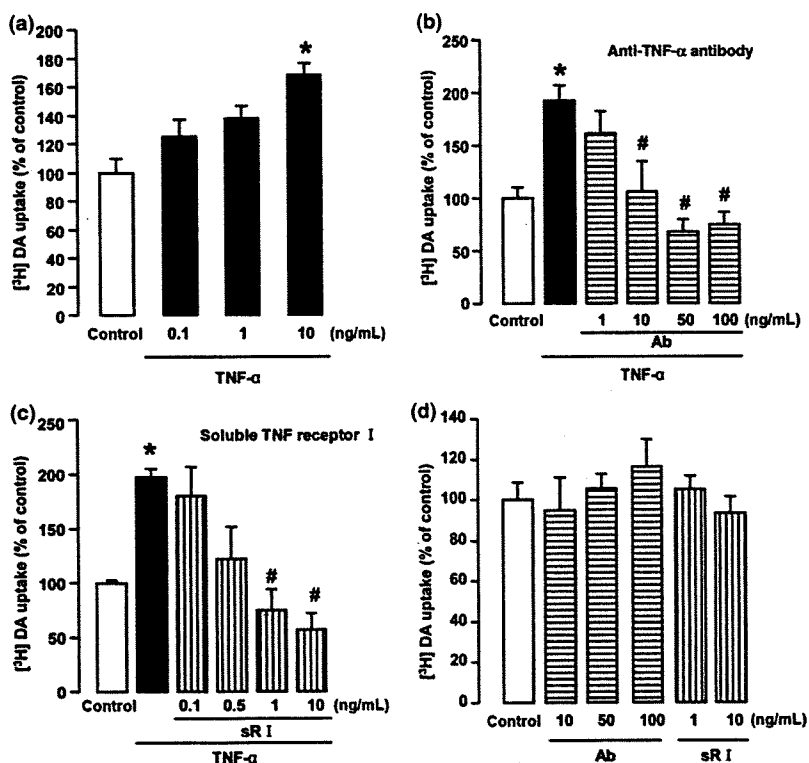 (a)
[³H] DA uptake (% of control)
200
180
160
140
120
100
80
60
40
20
0
*
Control 0.1 1 10 (ng/mL)
TNF-α
(b)
[³H] DA uptake (% of control)
250
200
150
100
50
0
Anti-TNF-α antibody
*
#
# #
Control 1 10 50 100 (ng/mL)
Ab
TNF-α
(c)
[³H] DA uptake (% of control)
250
200
150
100
50
0
Soluble TNF receptor I
*
#
#
Control 0.1 0.5 1 10 (ng/mL)
sR I
TNF-α
(d)
[³H] DA uptake (% of control)
140
120
100
80
60
40
20
0
Control 10 50 100 1 10 (ng/mL)
Ab sR I